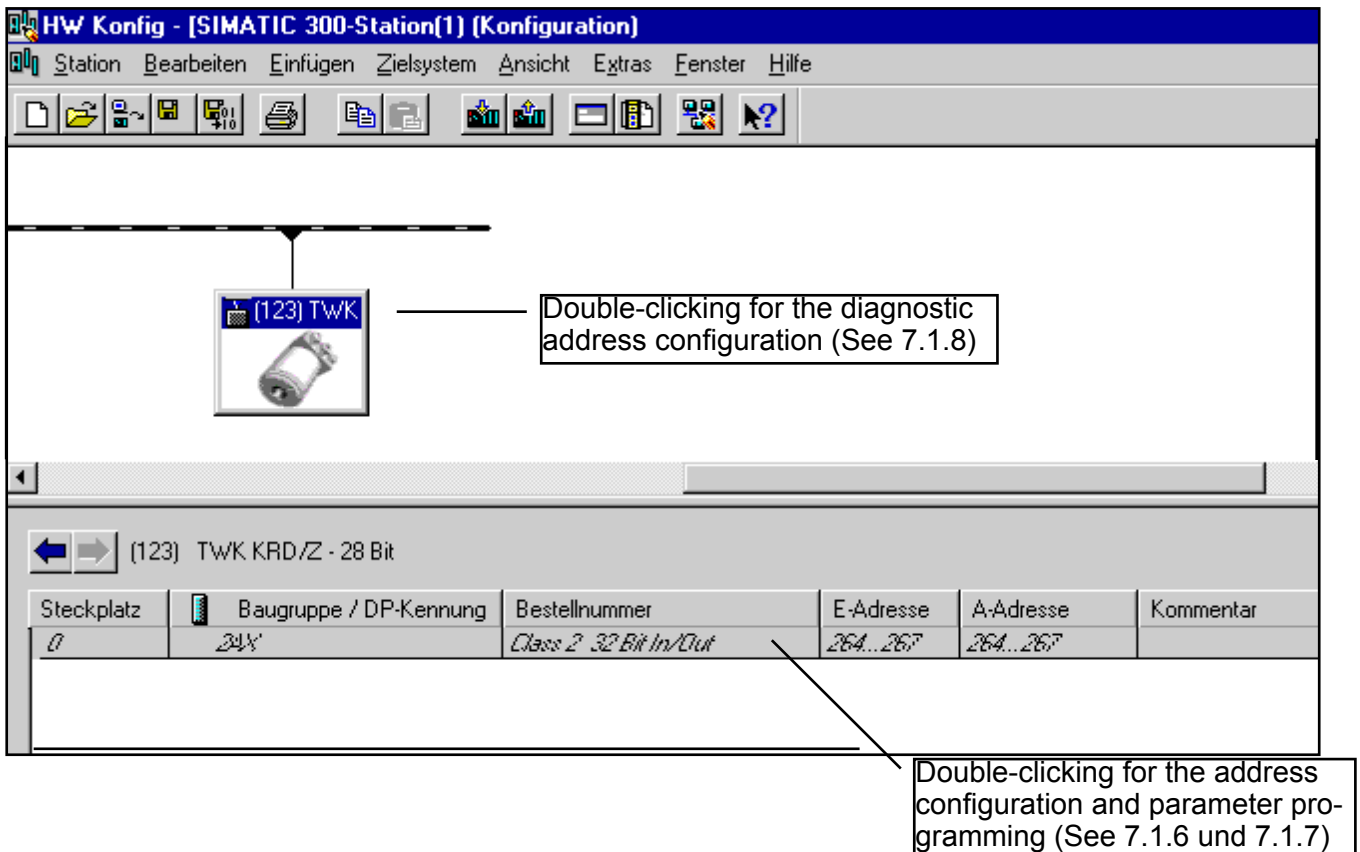 HW Konfig - [SIMATIC 300-Station(1) (Konfiguration)
Station Bearbeiten Einfügen Zielsystem Ansicht Extras Fenster Hilfe
(123) TWK
Double-clicking for the diagnostic
address configuration (See 7.1.8)
(123) TWK KRD/Z - 28 Bit
Steckplatz Baugruppe / DP-Kennung Bestellnummer E-Adresse A-Adresse Kommentar
0 2AX Class 2 32 Bit In/Out 264...267 264...267
Double-clicking for the address
configuration and parameter pro-
gramming (See 7.1.6 und 7.1.7)